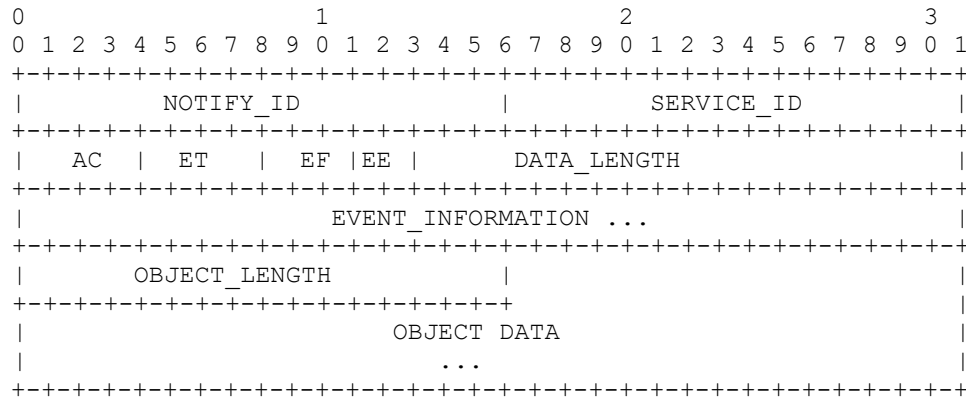 0                   1                   2                   3
0 1 2 3 4 5 6 7 8 9 0 1 2 3 4 5 6 7 8 9 0 1 2 3 4 5 6 7 8 9 0 1
+-+-+-+-+-+-+-+-+-+-+-+-+-+-+-+-+-+-+-+-+-+-+-+-+-+-+-+-+-+-+-+
|         NOTIFY_ID             |         SERVICE_ID          |
+-+-+-+-+-+-+-+-+-+-+-+-+-+-+-+-+-+-+-+-+-+-+-+-+-+-+-+-+-+-+-+
|   AC  |  ET   |  EF |EE |      DATA_LENGTH                  |
+-+-+-+-+-+-+-+-+-+-+-+-+-+-+-+-+-+-+-+-+-+-+-+-+-+-+-+-+-+-+-+
|                    EVENT_INFORMATION ...                    |
+-+-+-+-+-+-+-+-+-+-+-+-+-+-+-+-+-+-+-+-+-+-+-+-+-+-+-+-+-+-+-+
|       OBJECT_LENGTH           |                             |
+-+-+-+-+-+-+-+-+-+-+-+-+-+-+-+-+                             |
|                        OBJECT DATA                          |
|                           ...                               |
+-+-+-+-+-+-+-+-+-+-+-+-+-+-+-+-+-+-+-+-+-+-+-+-+-+-+-+-+-+-+-+